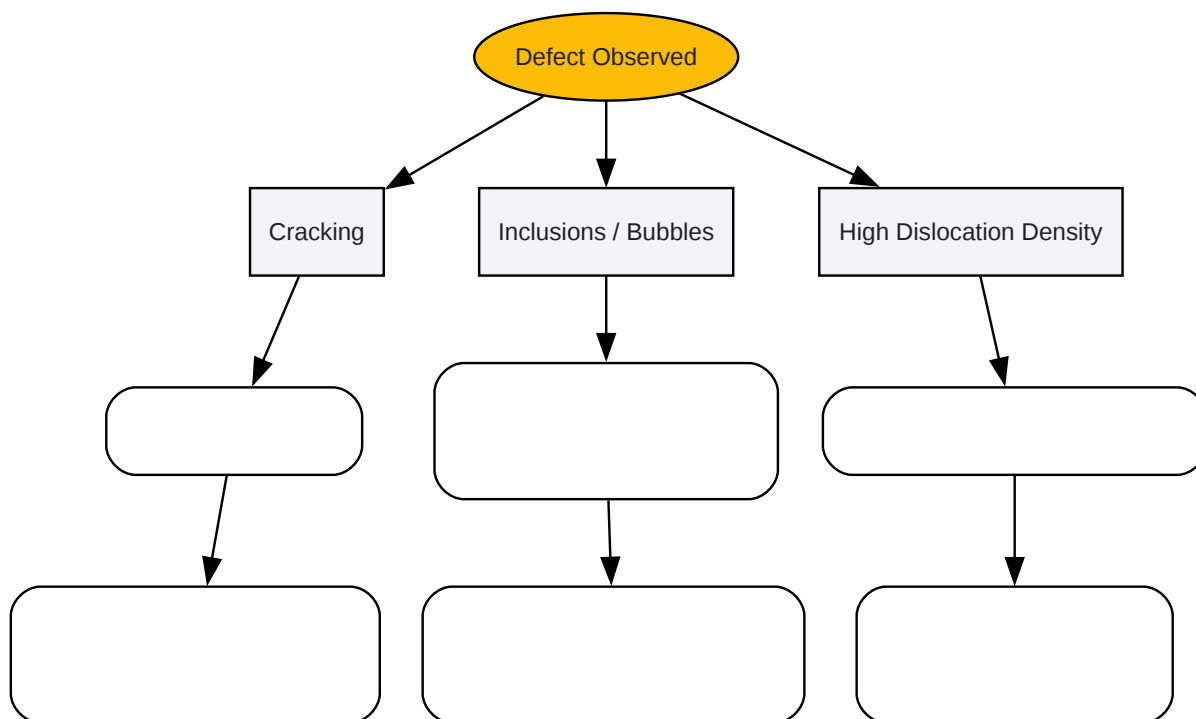 Defect Observed
Cracking
Inclusions / Bubbles
High Dislocation Density